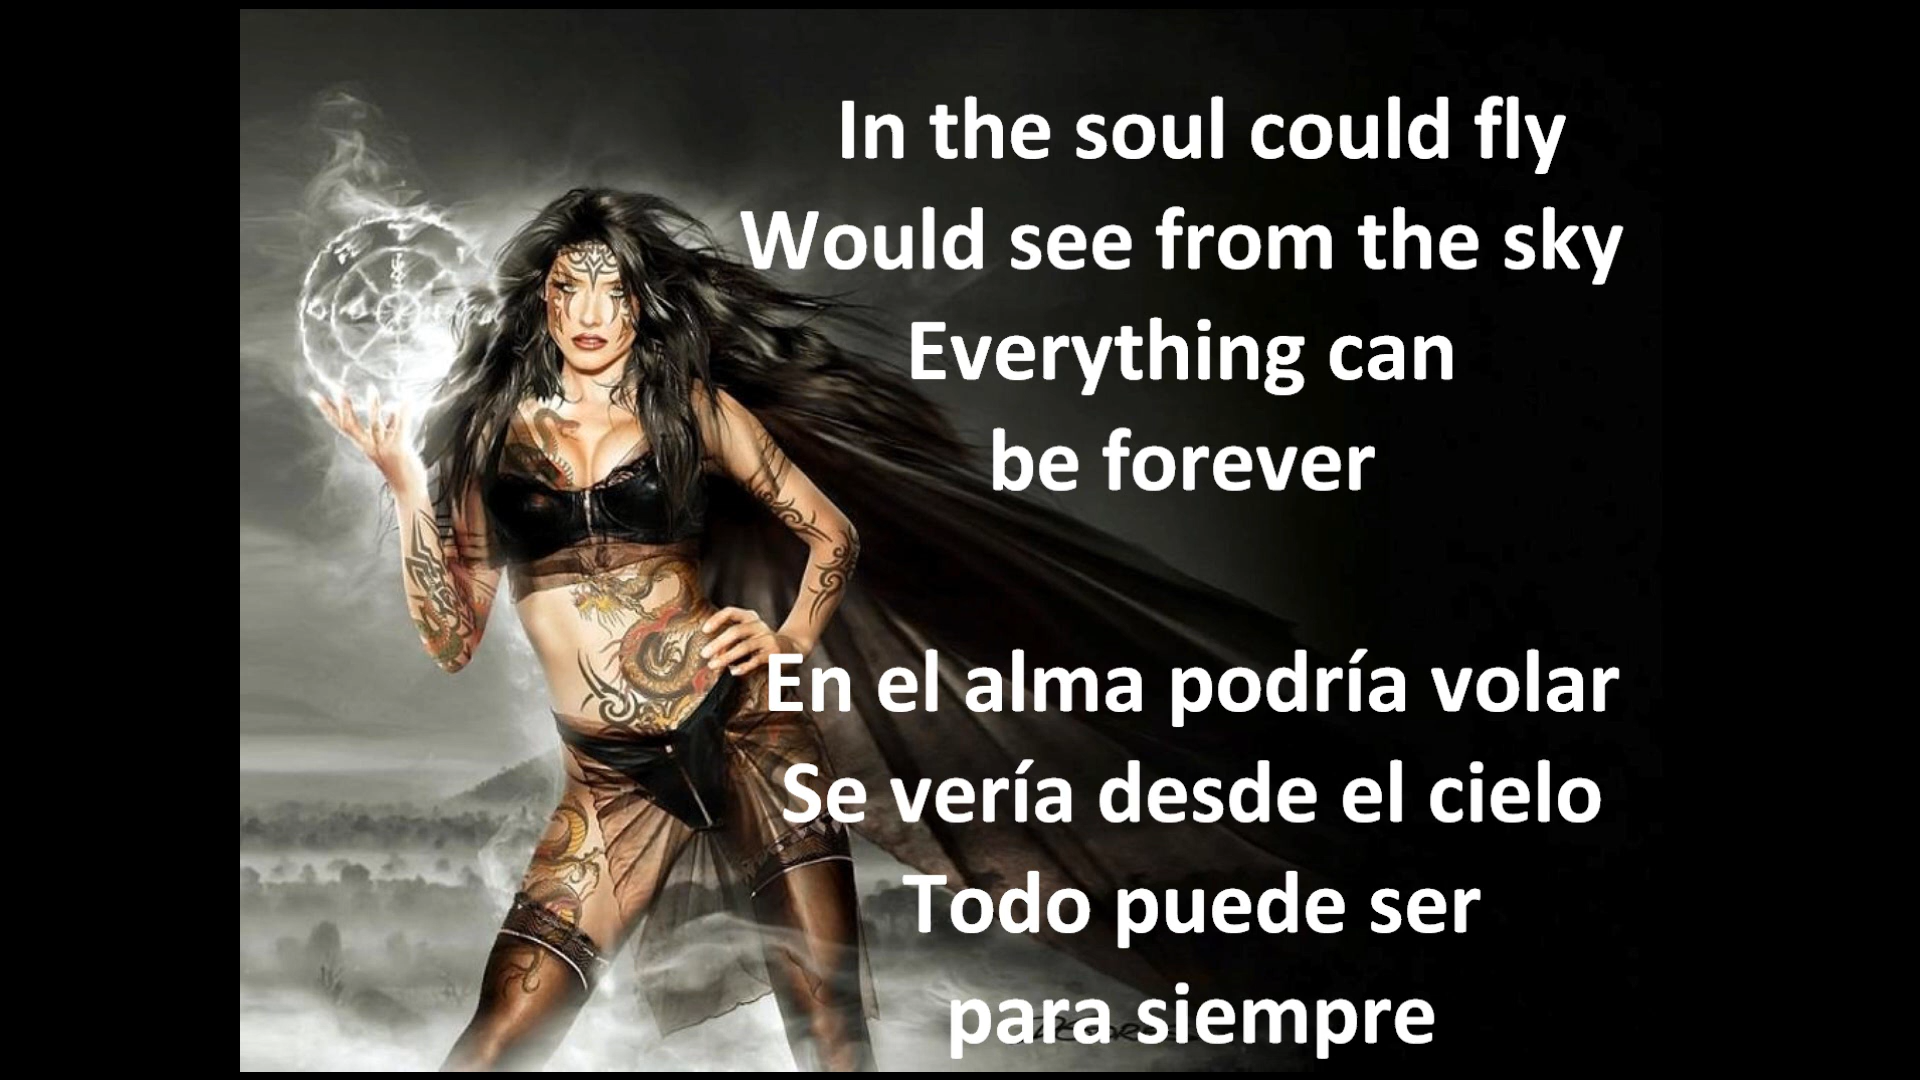 In the soul could fly
Would see from the sky
Everything can
be forever
En el alma podría volar
Se vería desde el cielo
Todo puede ser
para siempre